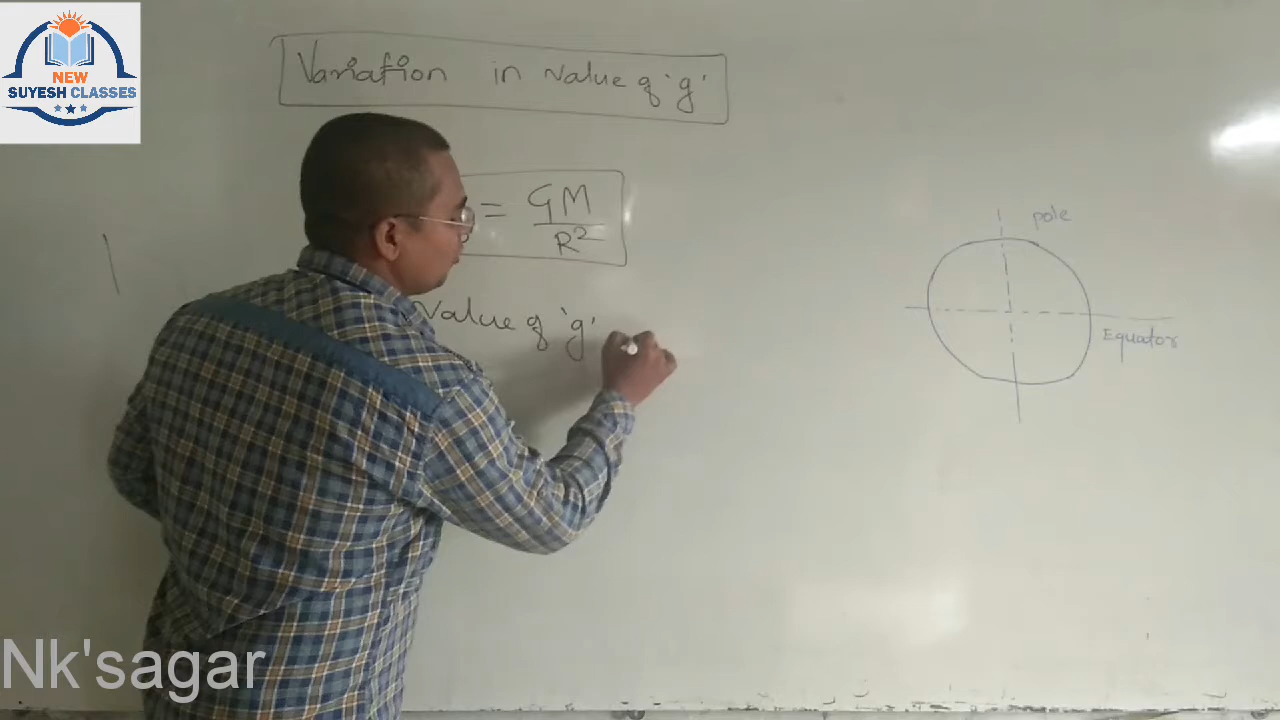 NEW
SUYESH CLASSES
Variation in value of 'g'
= GM
R²
pole
Value of 'g'
Equator
Nk'sagar